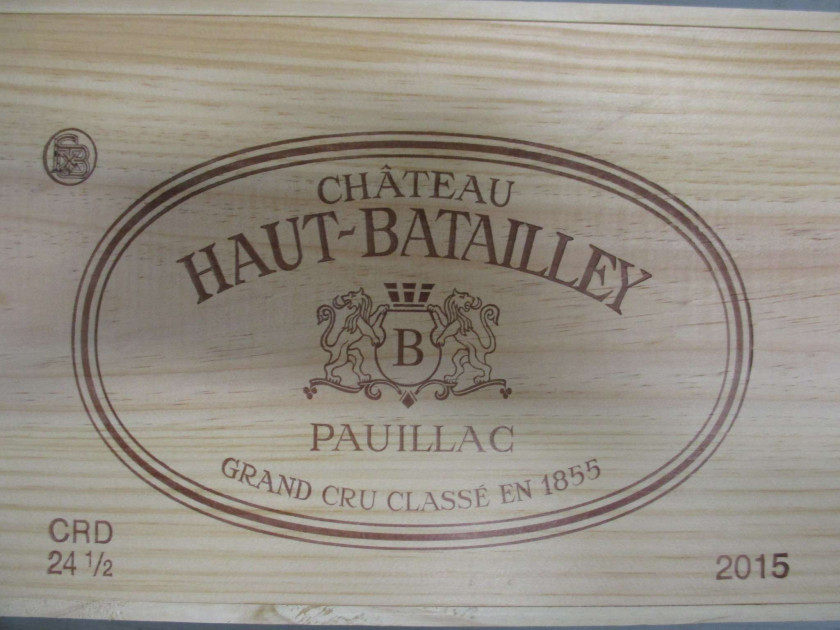 CHÂTEAU
HAUT-BATAILLEY
B
PAUILLAC
GRAND CRU CLASSÉ EN 1855
CRD
24 1/2
2015